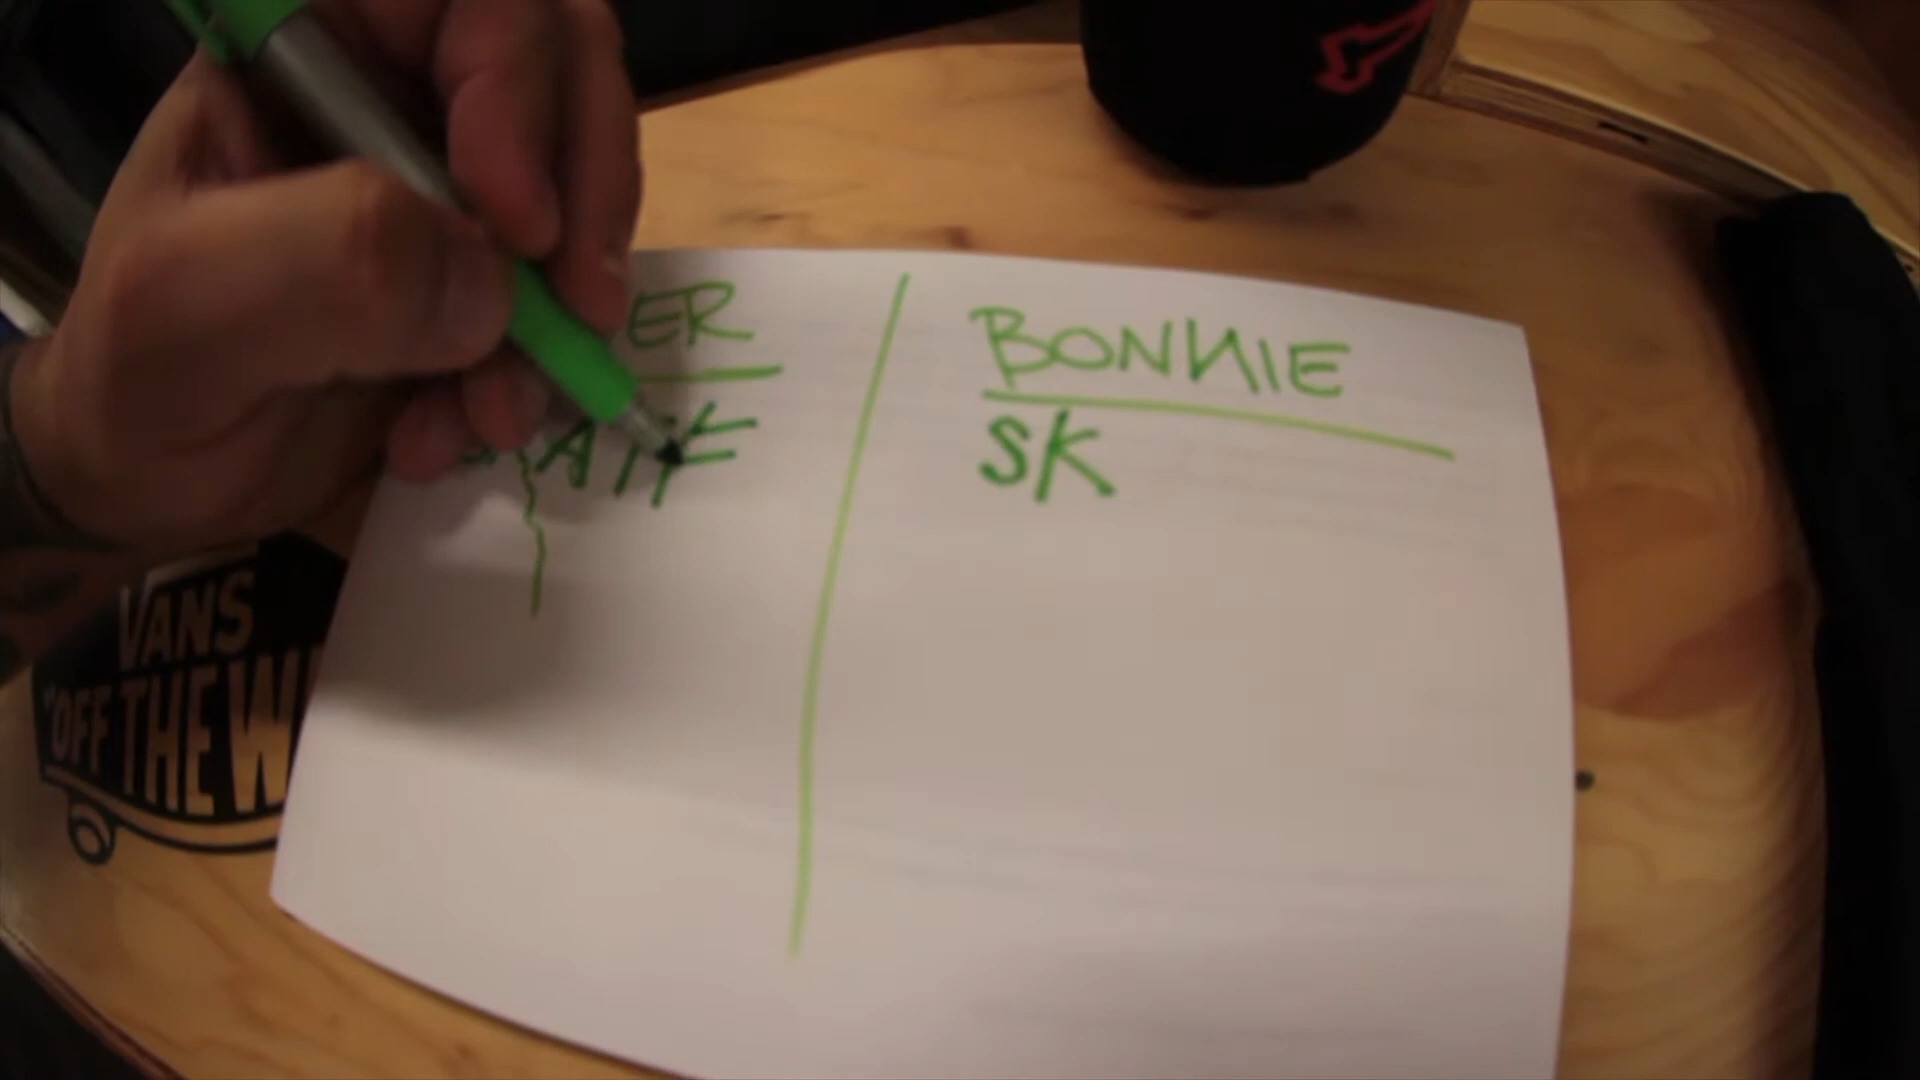 ER
BONNIE
SK
VANS
"OFF THE W